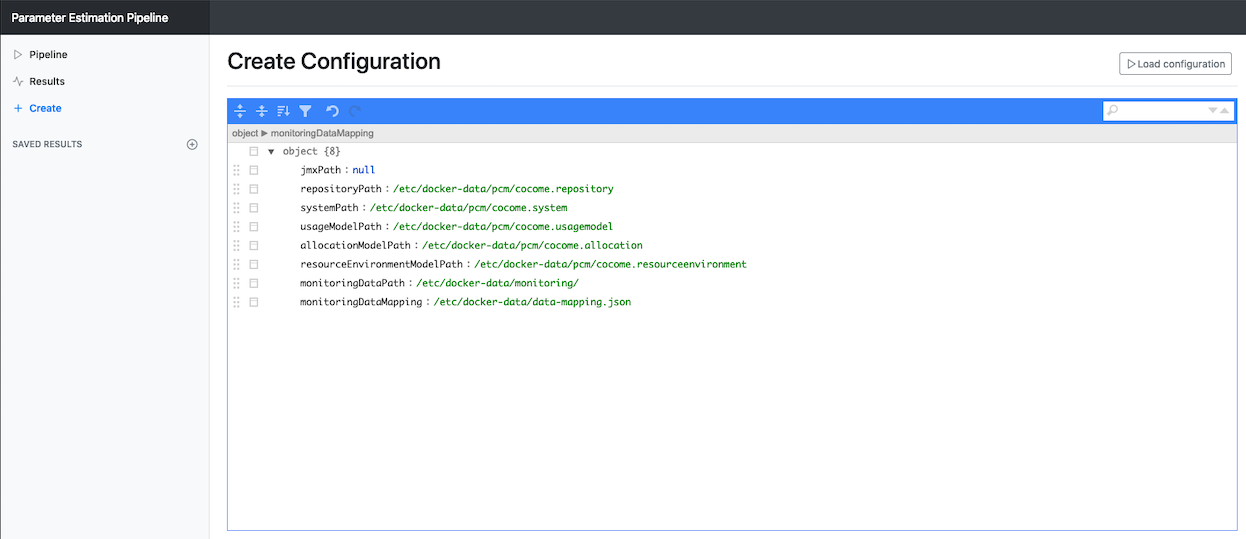 Parameter Estimation Pipeline
Pipeline
Results
Create
SAVED RESULTS
Create Configuration
Load configuration
object ▶ monitoringDataMapping
object {8}
jmxPath : null
repositoryPath : /etc/docker-data/pcm/cocome.repository
systemPath : /etc/docker-data/pcm/cocome.system
usageModelPath : /etc/docker-data/pcm/cocome.usagemodel
allocationModelPath : /etc/docker-data/pcm/cocome.allocation
resourceEnvironmentModelPath : /etc/docker-data/pcm/cocome.resourceenvironment
monitoringDataPath : /etc/docker-data/monitoring/
monitoringDataMapping : /etc/docker-data/data-mapping.json